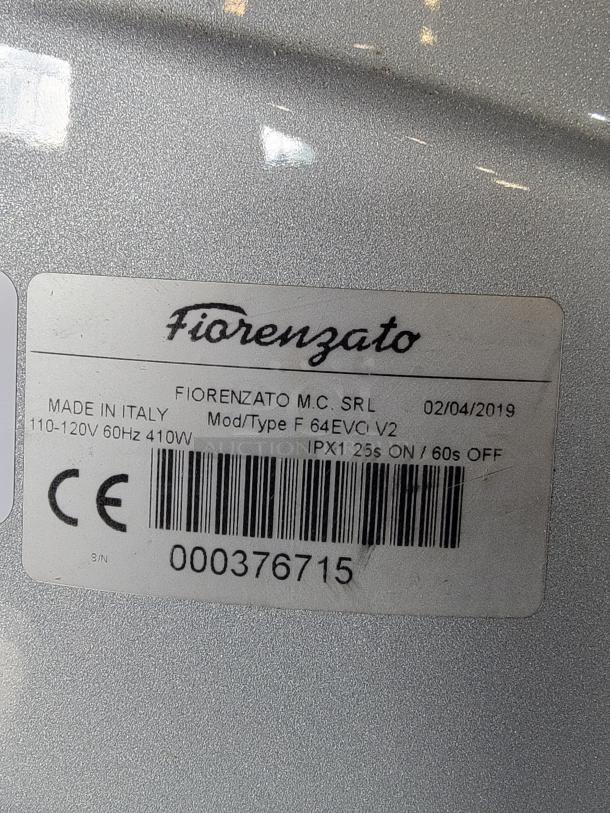 Fiorenzato
FIORENZATO M.C. SRL 02/04/2019
MADE IN ITALY Mod/Type F 64EVO V2
110-120V 60Hz 410W IPX1 25s ON / 60s OFF
CE
S/N 000376715